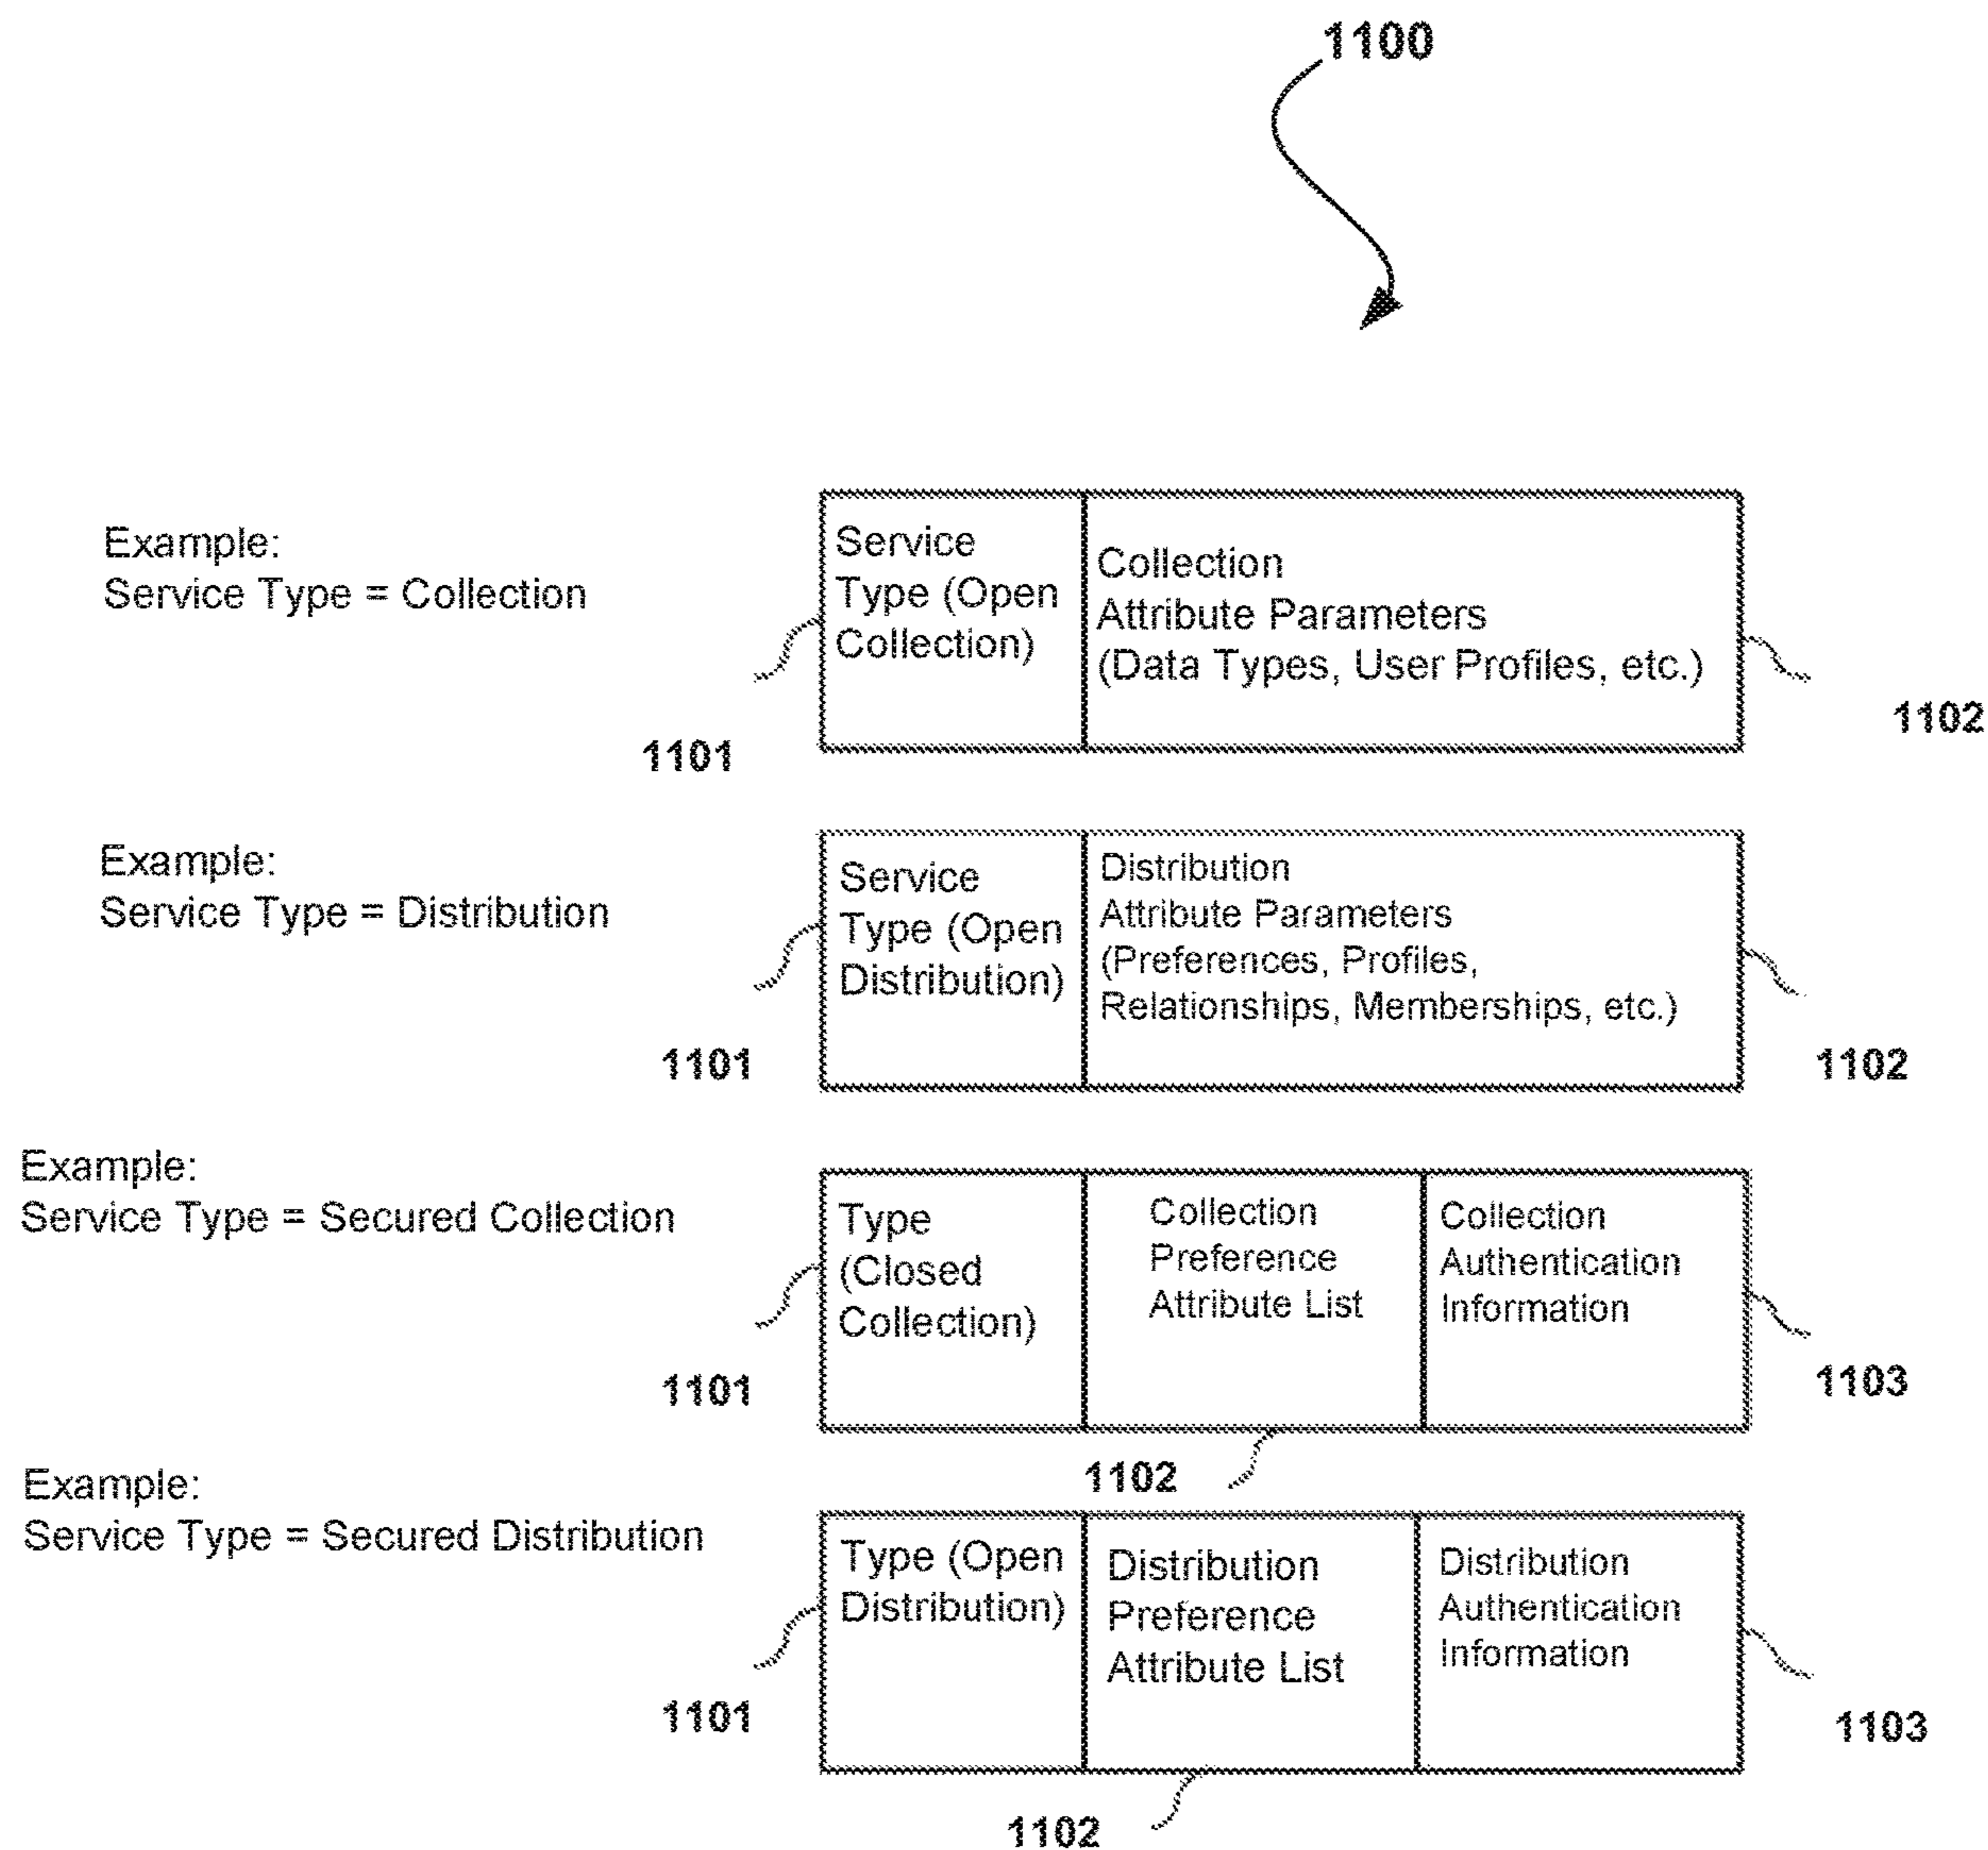 1100
Example:
Service Type = Collection
Service
Type (Open
Collection)
Collection
Attribute Parameters
(Data Types, User Profiles, etc.)
1101
1102
Example:
Service Type = Distribution
Service
Type (Open
Distribution)
Distribution
Attribute Parameters
(Preferences, Profiles,
Relationships, Memberships, etc.)
1101
1102
Example:
Service Type = Secured Collection
Type
(Closed
Collection)
Collection
Preference
Attribute List
Collection
Authentication
Information
1101
1102
1103
Example:
Service Type = Secured Distribution
Type (Open
Distribution)
Distribution
Preference
Attribute List
Distribution
Authentication
Information
1101
1102
1103